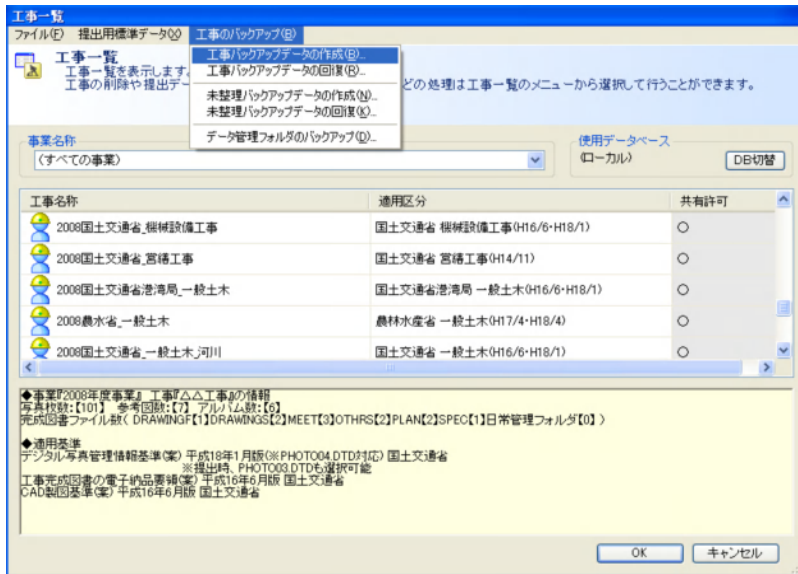 工事一覧
ファイル(F) 提出用標準データ(X) 工事のバックアップ(B)
工事一覧
工事一覧を表示します。
工事の削除や提出デー
どの処理は工事一覧のメニューから選択して行うことができます。
工事バックアップデータの作成(B)...
工事バックアップデータの回復(R)...
未整理バックアップデータの作成(N)...
未整理バックアップデータの回復(K)...
データ管理フォルダのバックアップ(D)...
事業名称
(すべての事業)
使用データベース
(ローカル)
DB切替
工事名称 適用区分 共有許可
2008国土交通省_機械設備工事 国土交通省 機械設備工事(H16/6・H18/1) ○
2008国土交通省_営繕工事 国土交通省 営繕工事(H14/11) ○
2008国土交通省港湾局_一般土木 国土交通省港湾局 一般土木(H16/6・H18/1) ○
2008農水省_一般土木 農林水産省 一般土木(H17/4・H18/4) ○
2008国土交通省_一般土木_河川 国土交通省 一般土木(H16/6・H18/1) ○
◆事業『2008年度事業』 工事『△△工事』の情報
写真枚数:【101】 参考図数:【7】 アルバム数:【6】
完成図書ファイル数( DRAWINGF【1】DRAWINGS【2】MEET【3】OTHRS【2】PLAN【2】SPEC【1】日常管理フォルダ【0】 )
◆適用基準
デジタル写真管理情報基準(案) 平成18年1月版(※PHOTO04.DTD対応) 国土交通省
※提出時、PHOTO03.DTDも選択可能
工事完成図書の電子納品要領(案) 平成16年6月版 国土交通省
CAD製図基準(案) 平成16年6月版 国土交通省
OK キャンセル